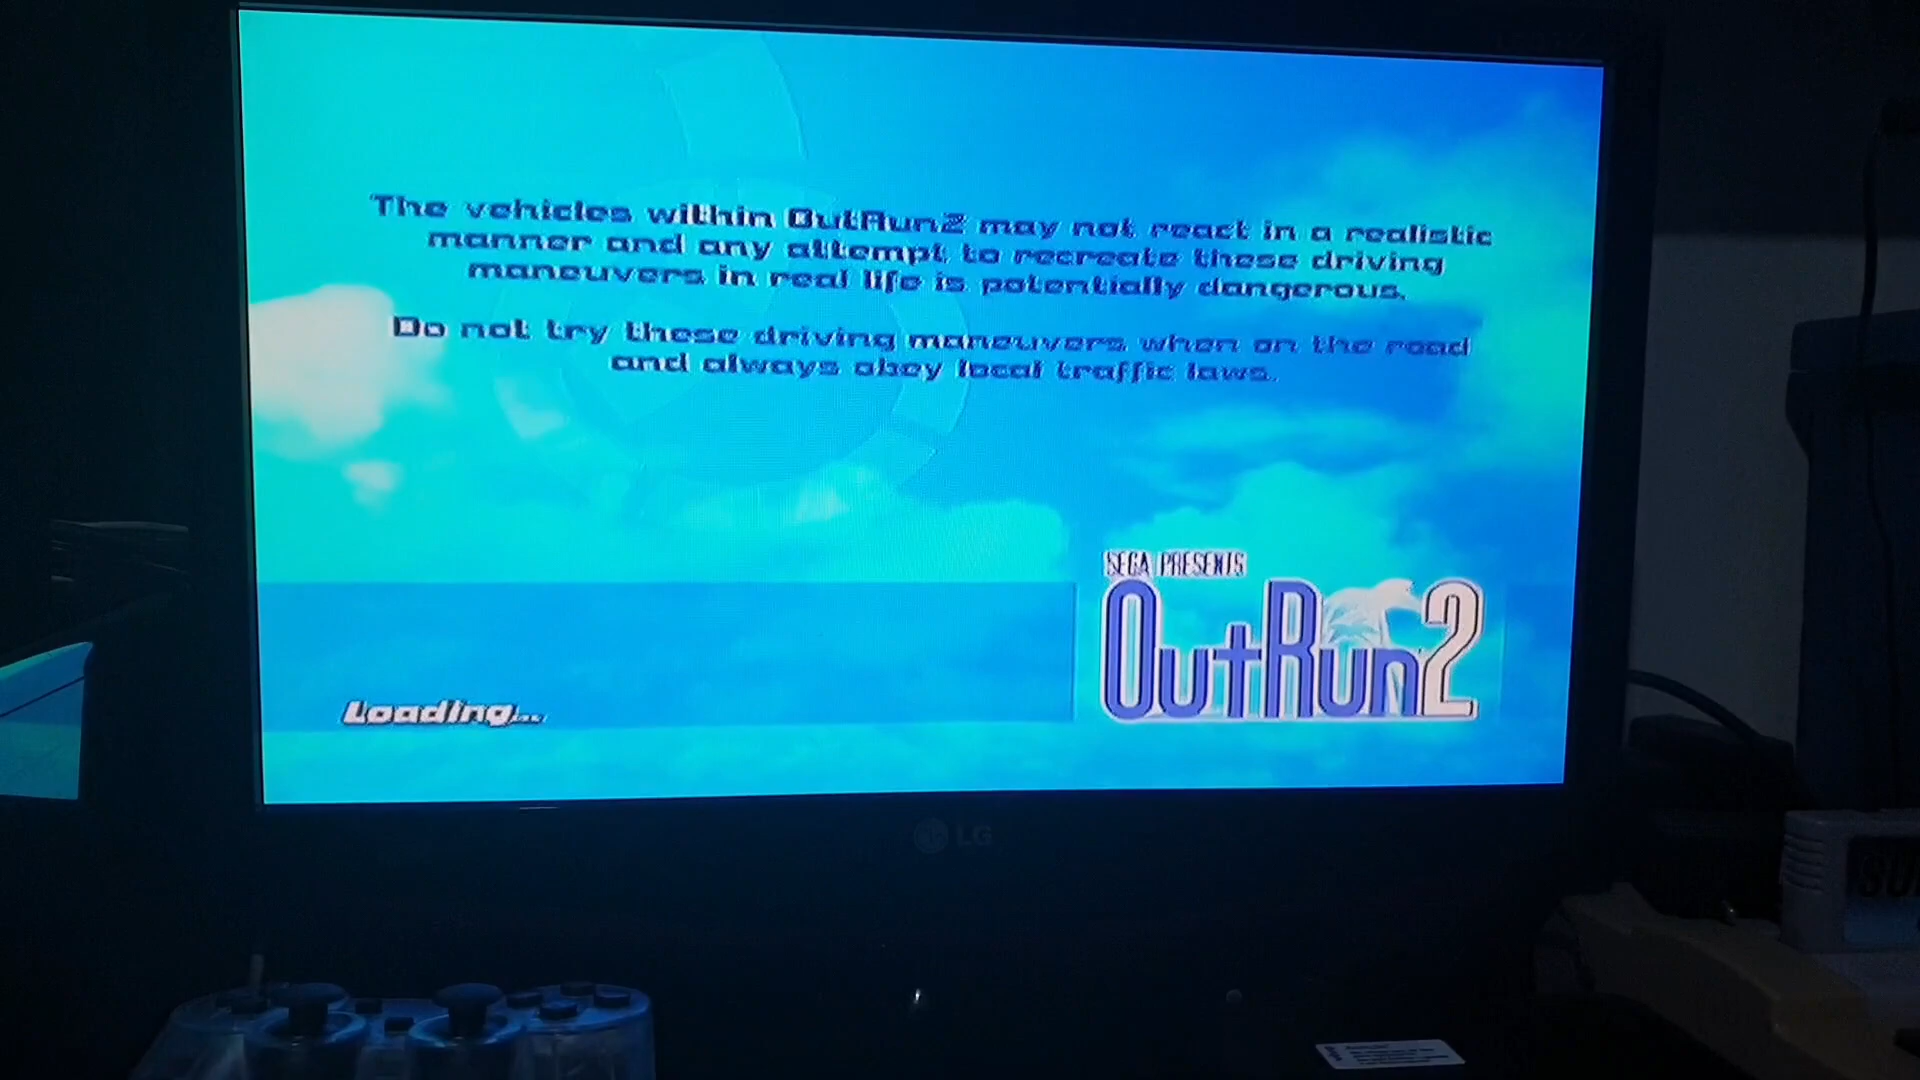 The vehicles within OutRun2 may not react in a realistic
manner and any attempt to recreate these driving
maneuvers in real life is potentially dangerous.
Do not try these driving maneuvers when on the road
and always obey local traffic laws.
SEGA PRESENTS
OutRun2
Loading...
LG